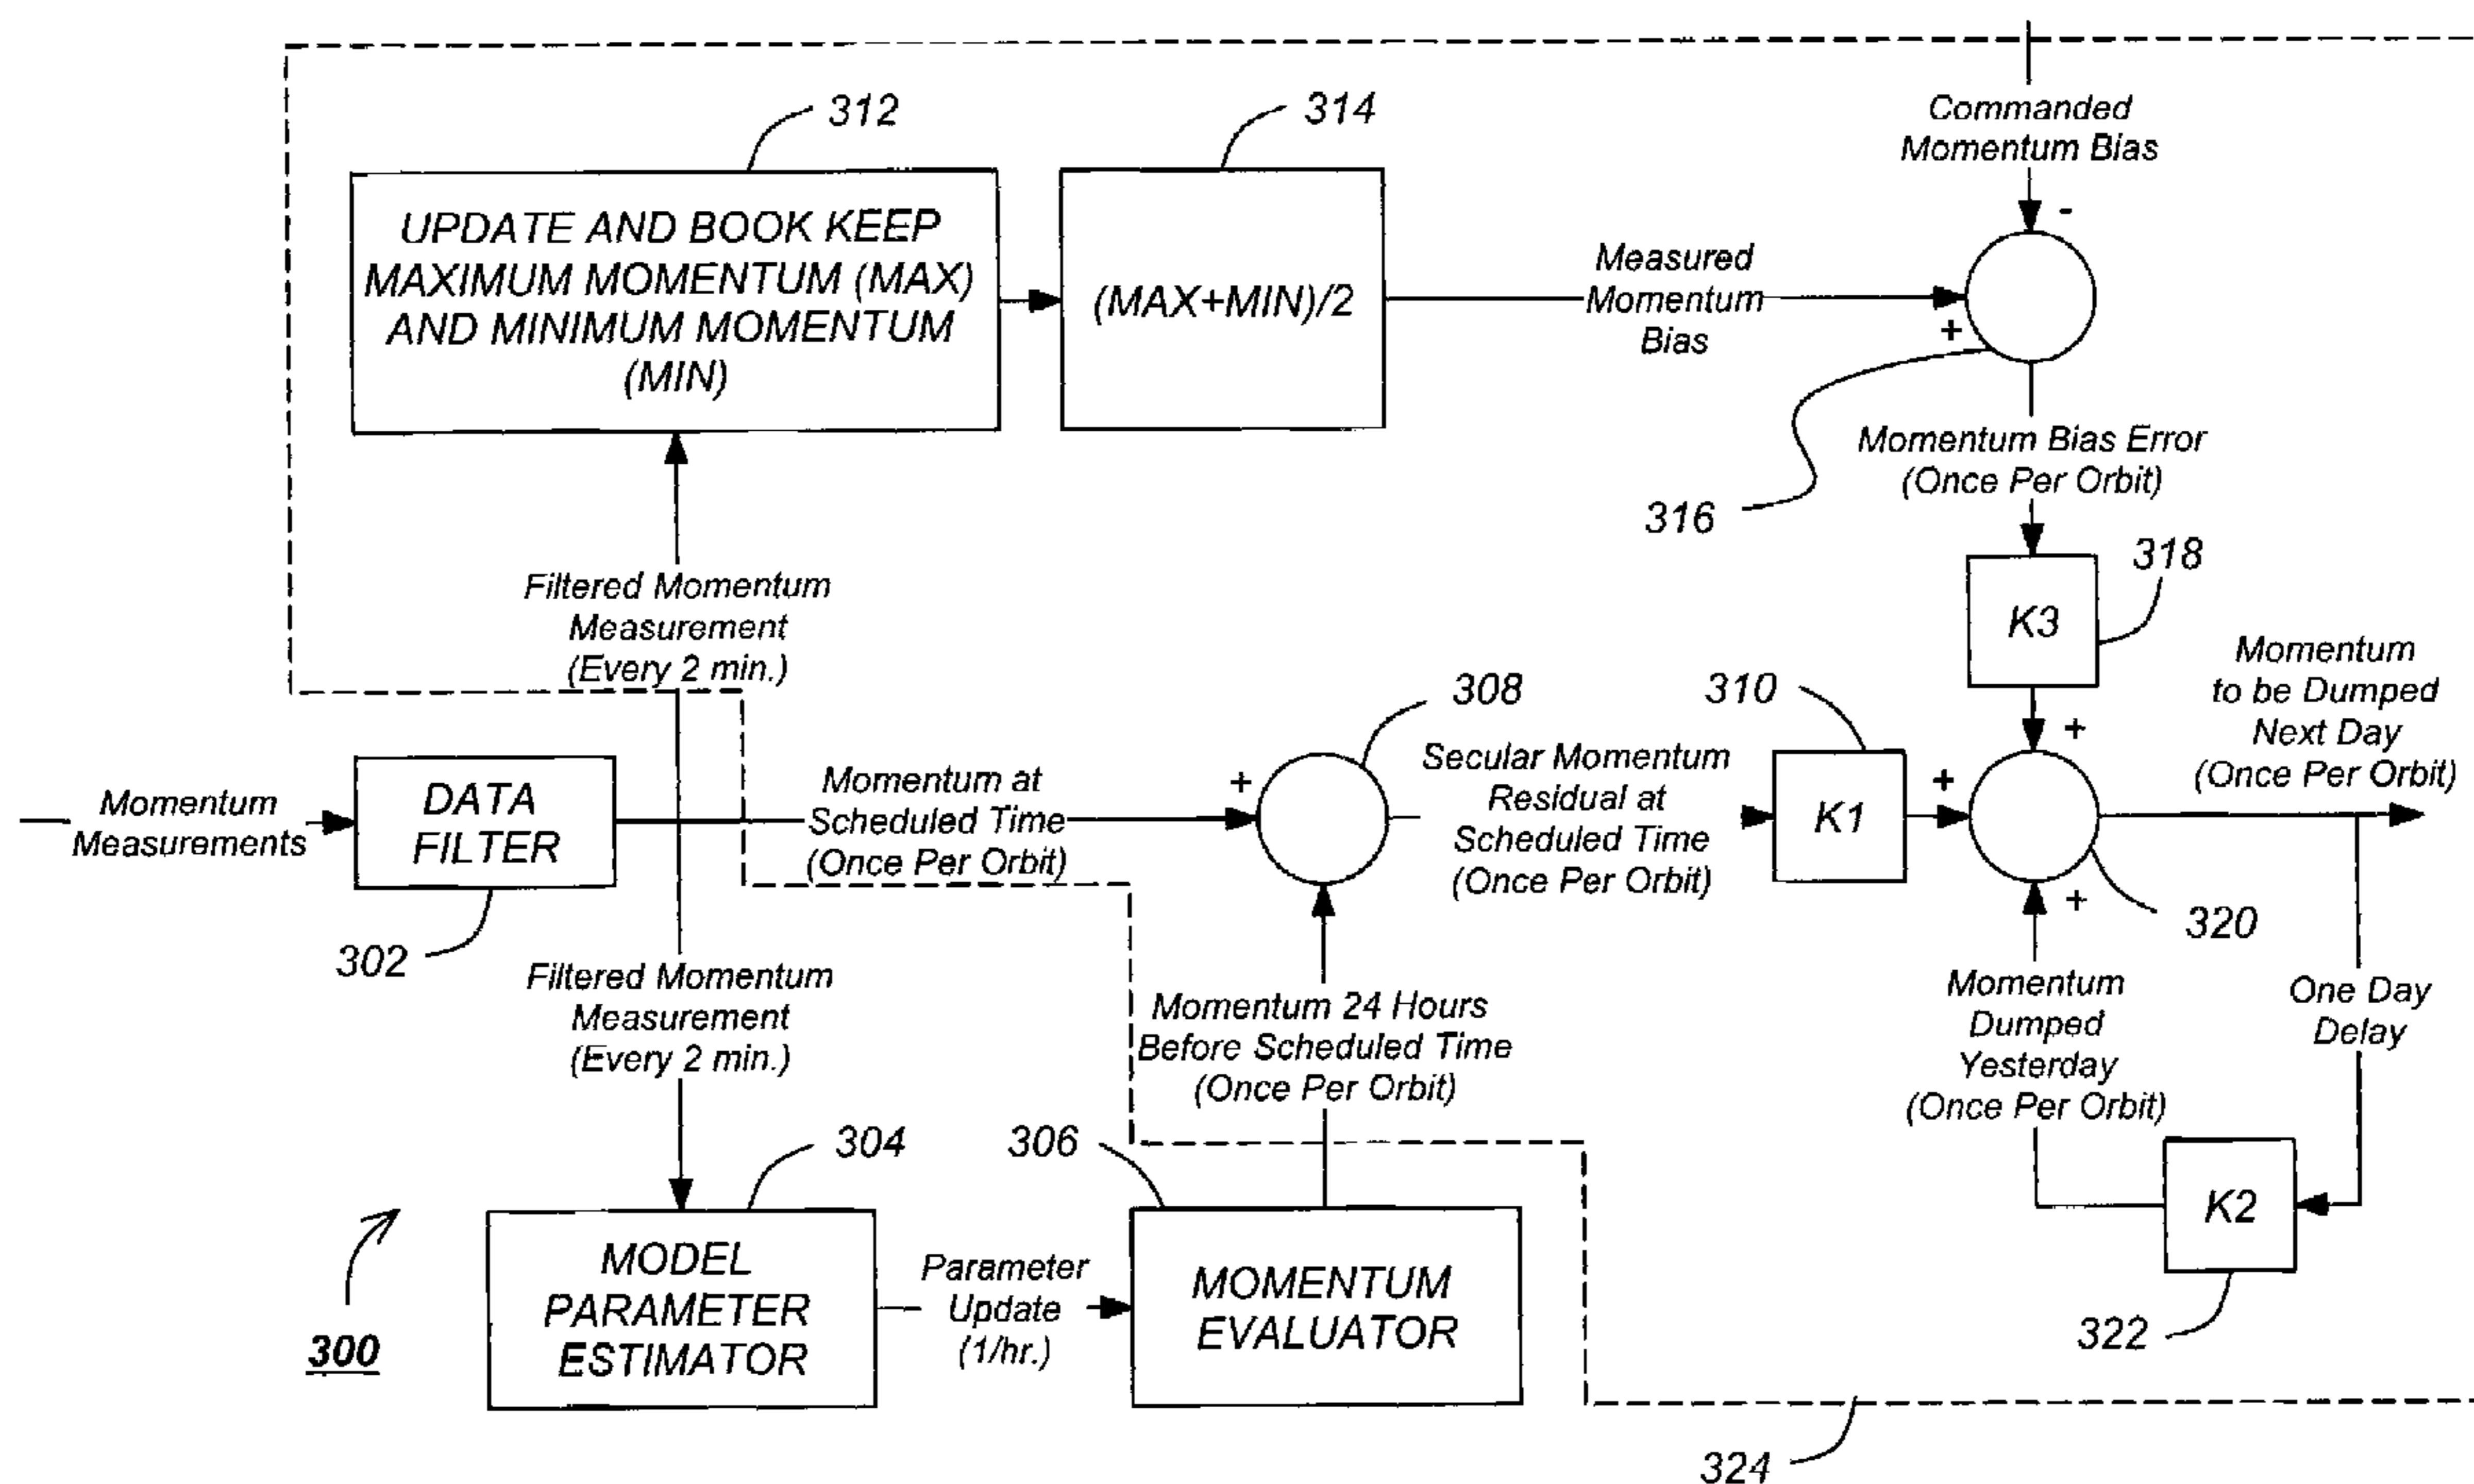 312
314
Commanded
Momentum Bias
-
UPDATE AND BOOK KEEP
MAXIMUM MOMENTUM (MAX)
AND MINIMUM MOMENTUM
(MIN)
(MAX+MIN)/2
Measured
Momentum
Bias
+
Momentum Bias Error
(Once Per Orbit)
316
318
K3
Filtered Momentum
Measurement
(Every 2 min.)
Momentum
to be Dumped
Next Day
(Once Per Orbit)
308
310
+
Momentum
Measurements
DATA
FILTER
302
Momentum at
Scheduled Time
(Once Per Orbit)
+
Secular Momentum
Residual at
Scheduled Time
(Once Per Orbit)
K1
+
+
320
Filtered Momentum
Measurement
(Every 2 min.)
Momentum 24 Hours
Before Scheduled Time
(Once Per Orbit)
Momentum
Dumped
Yesterday
(Once Per Orbit)
One Day
Delay
304
306
K2
322
300
MODEL
PARAMETER
ESTIMATOR
Parameter
Update
(1/hr.)
MOMENTUM
EVALUATOR
324